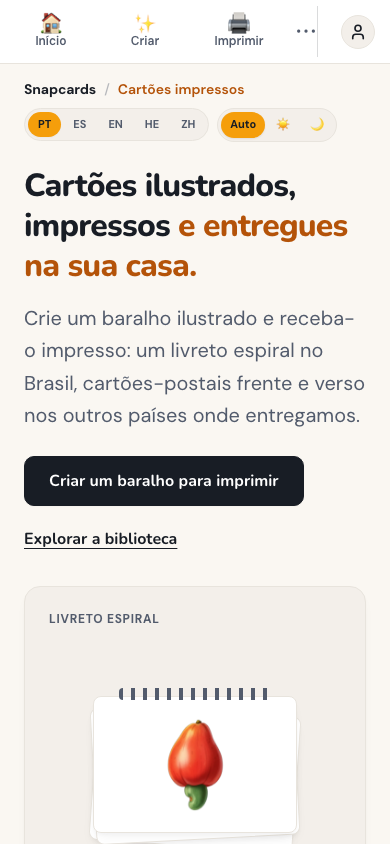 Início
Criar
Imprimir
Snapcards / Cartões impressos
PT ES EN HE ZH
Auto
Cartões ilustrados,
impressos e entregues
na sua casa.
Crie um baralho ilustrado e receba-
o impresso: um livreto espiral no
Brasil, cartões-postais frente e verso
nos outros países onde entregamos.
Criar um baralho para imprimir
Explorar a biblioteca
LIVRETO ESPIRAL